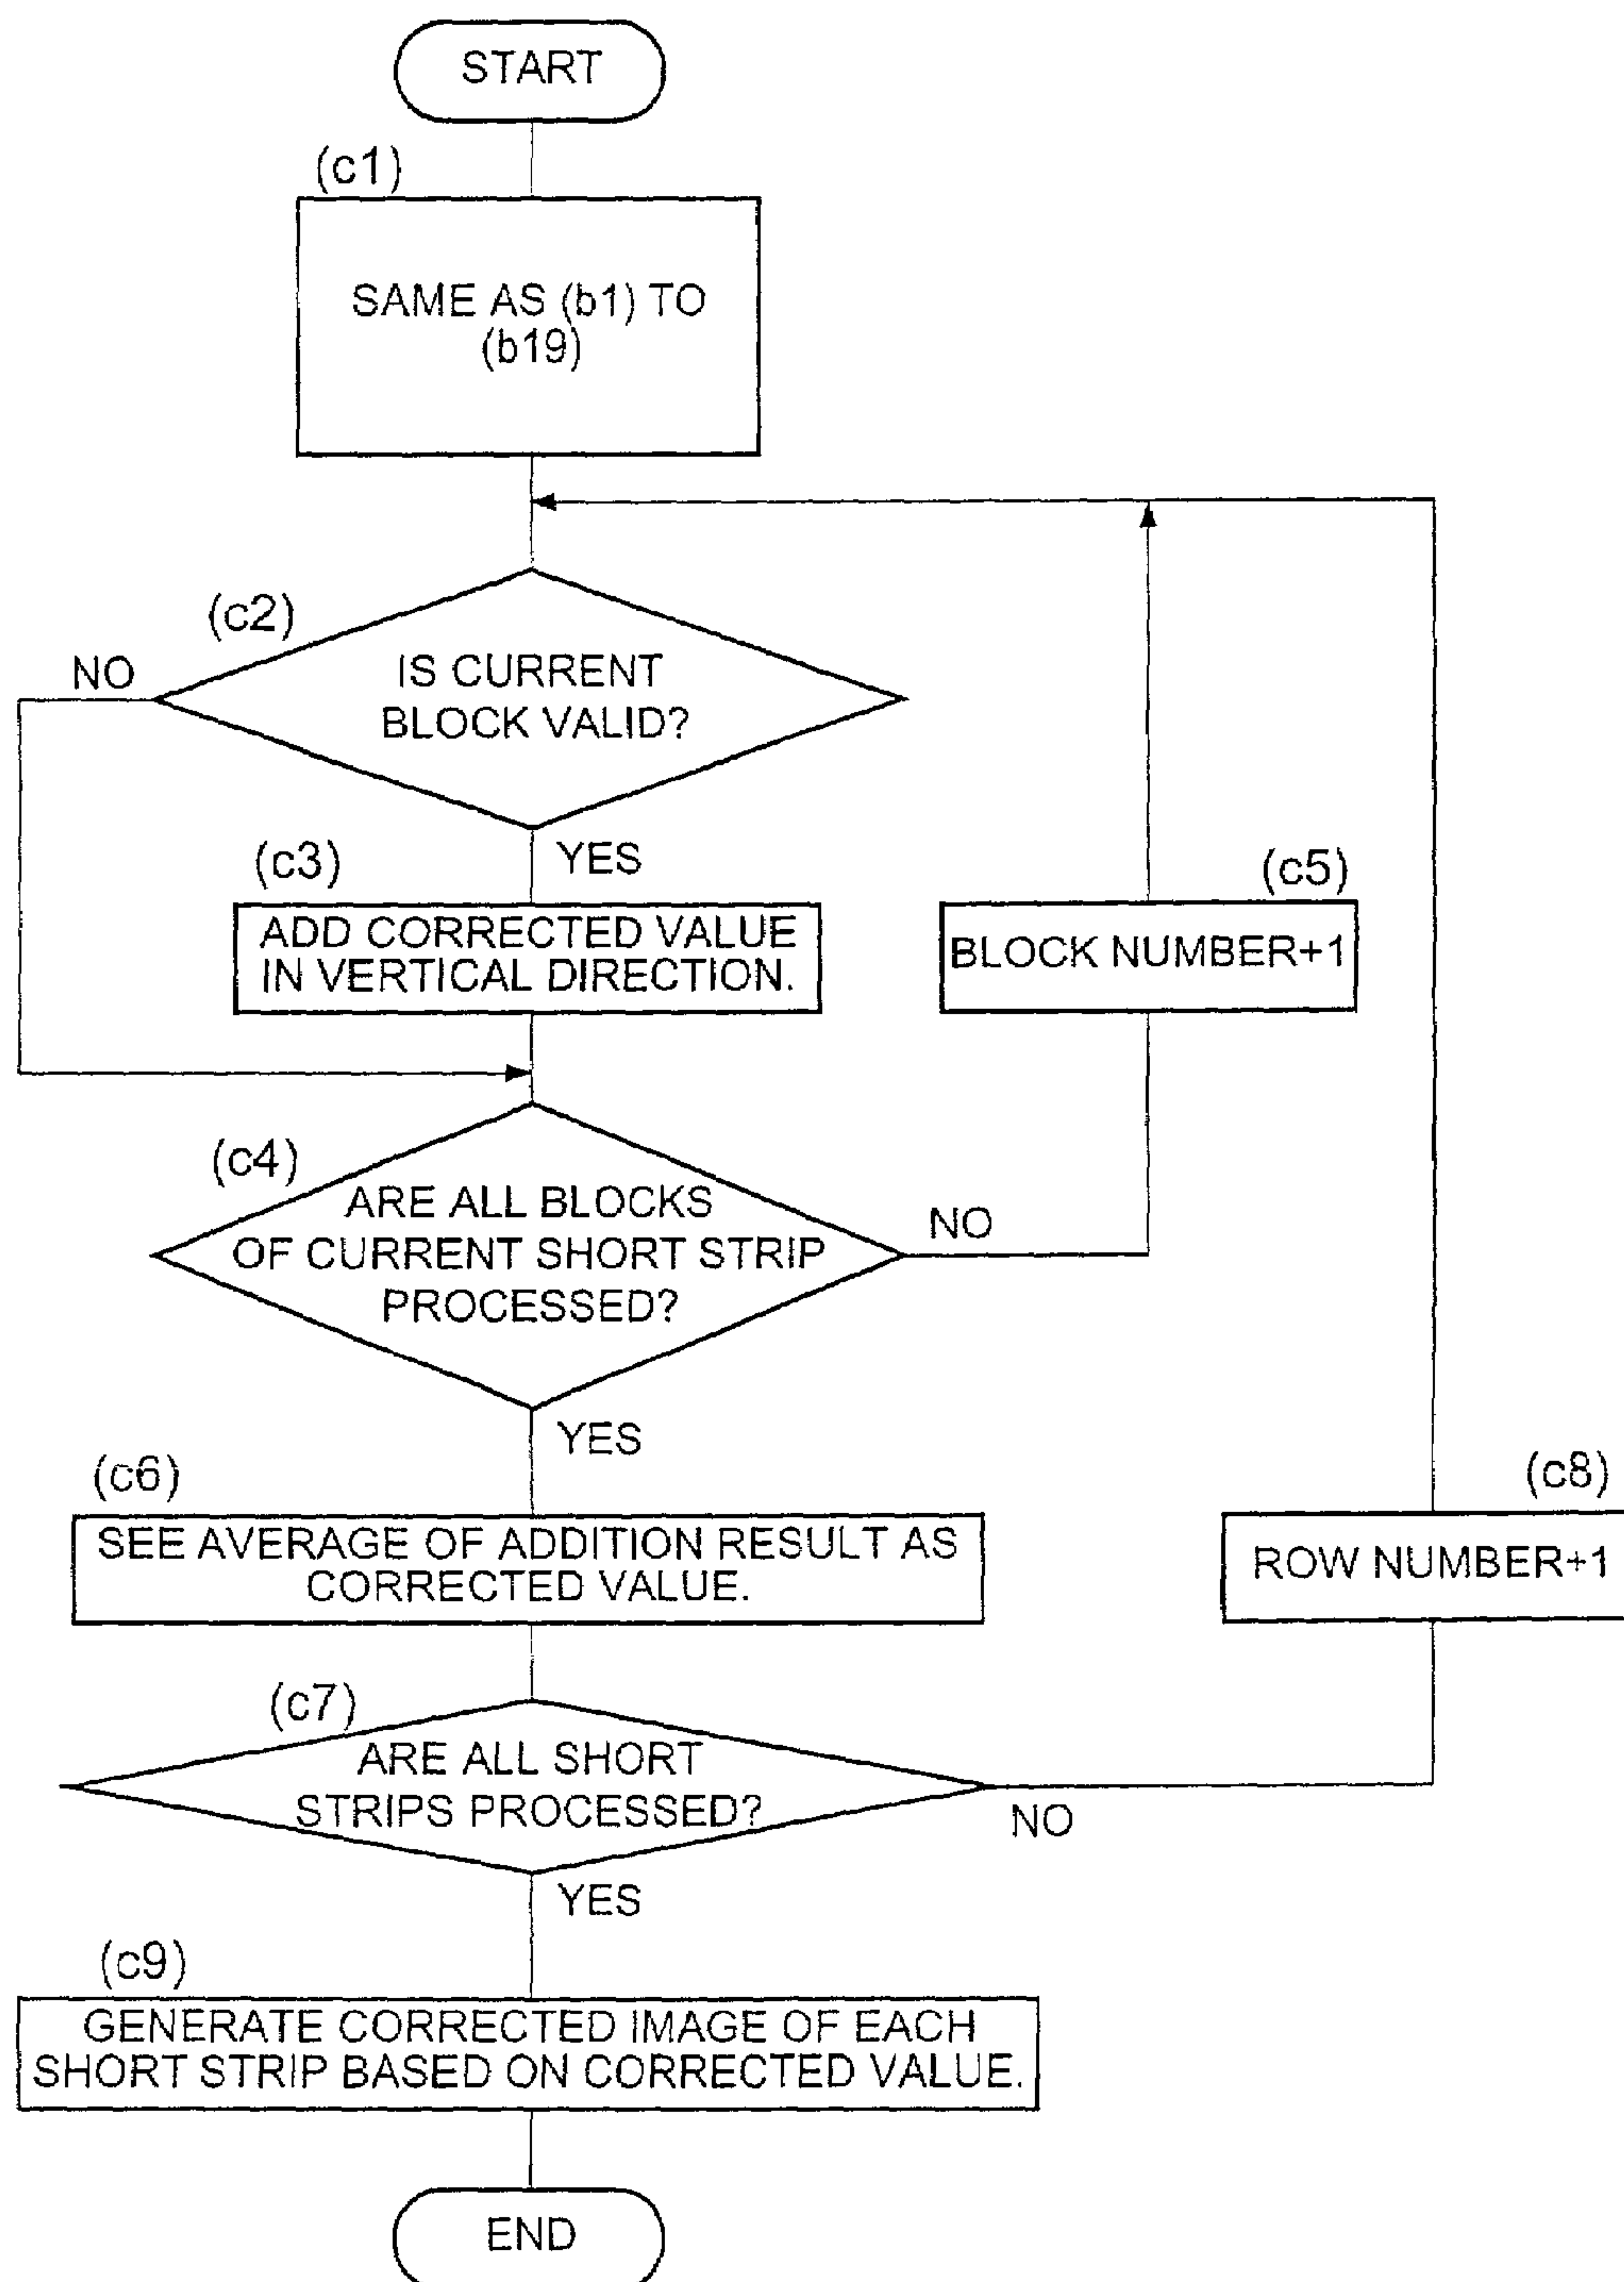 START
(c1)
SAME AS (b1) TO
(b19)
(c2)
NO
IS CURRENT
BLOCK VALID?
YES
(c3)
ADD CORRECTED VALUE
IN VERTICAL DIRECTION.
(c5)
BLOCK NUMBER+1
(c4)
ARE ALL BLOCKS
OF CURRENT SHORT STRIP
PROCESSED?
NO
YES
(c6)
SEE AVERAGE OF ADDITION RESULT AS
CORRECTED VALUE.
(c8)
ROW NUMBER+1
(c7)
ARE ALL SHORT
STRIPS PROCESSED?
NO
YES
(c9)
GENERATE CORRECTED IMAGE OF EACH
SHORT STRIP BASED ON CORRECTED VALUE.
END